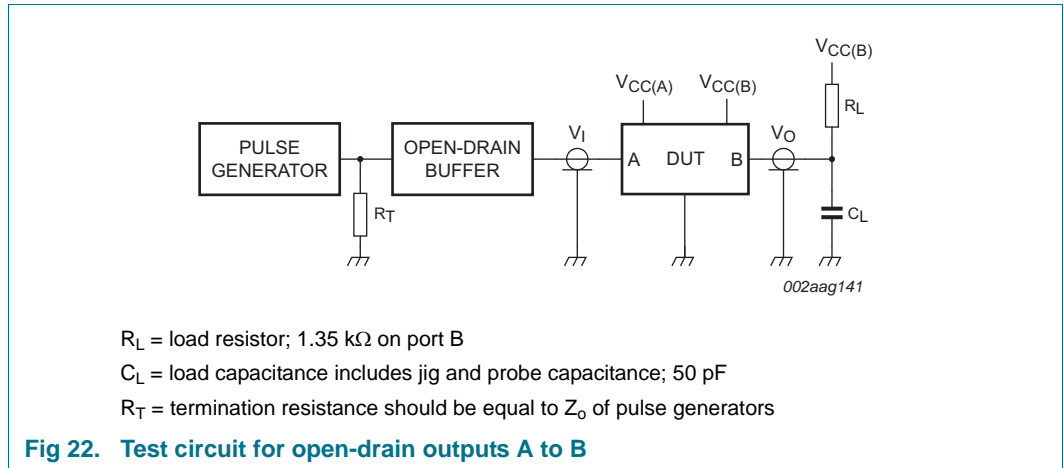 VCC(B)
VCC(A) VCC(B)
RL
PULSE GENERATOR
OPEN-DRAIN BUFFER
VI
A DUT B
VO
RT
CL
002aag141
RL = load resistor; 1.35 kΩ on port B
CL = load capacitance includes jig and probe capacitance; 50 pF
RT = termination resistance should be equal to Zo of pulse generators
Fig 22. Test circuit for open-drain outputs A to B